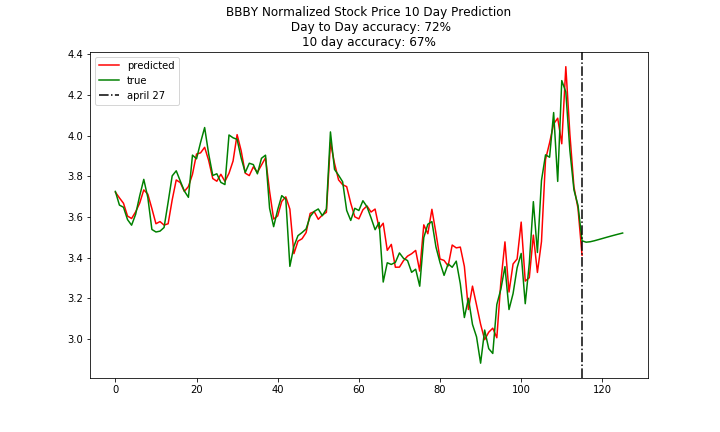 BBBY Normalized Stock Price 10 Day Prediction
Day to Day accuracy: 72%
10 day accuracy: 67%
predicted
true
april 27
4.4
4.2
4.0
3.8
3.6
3.4
3.2
3.0
0 20 40 60 80 100 120